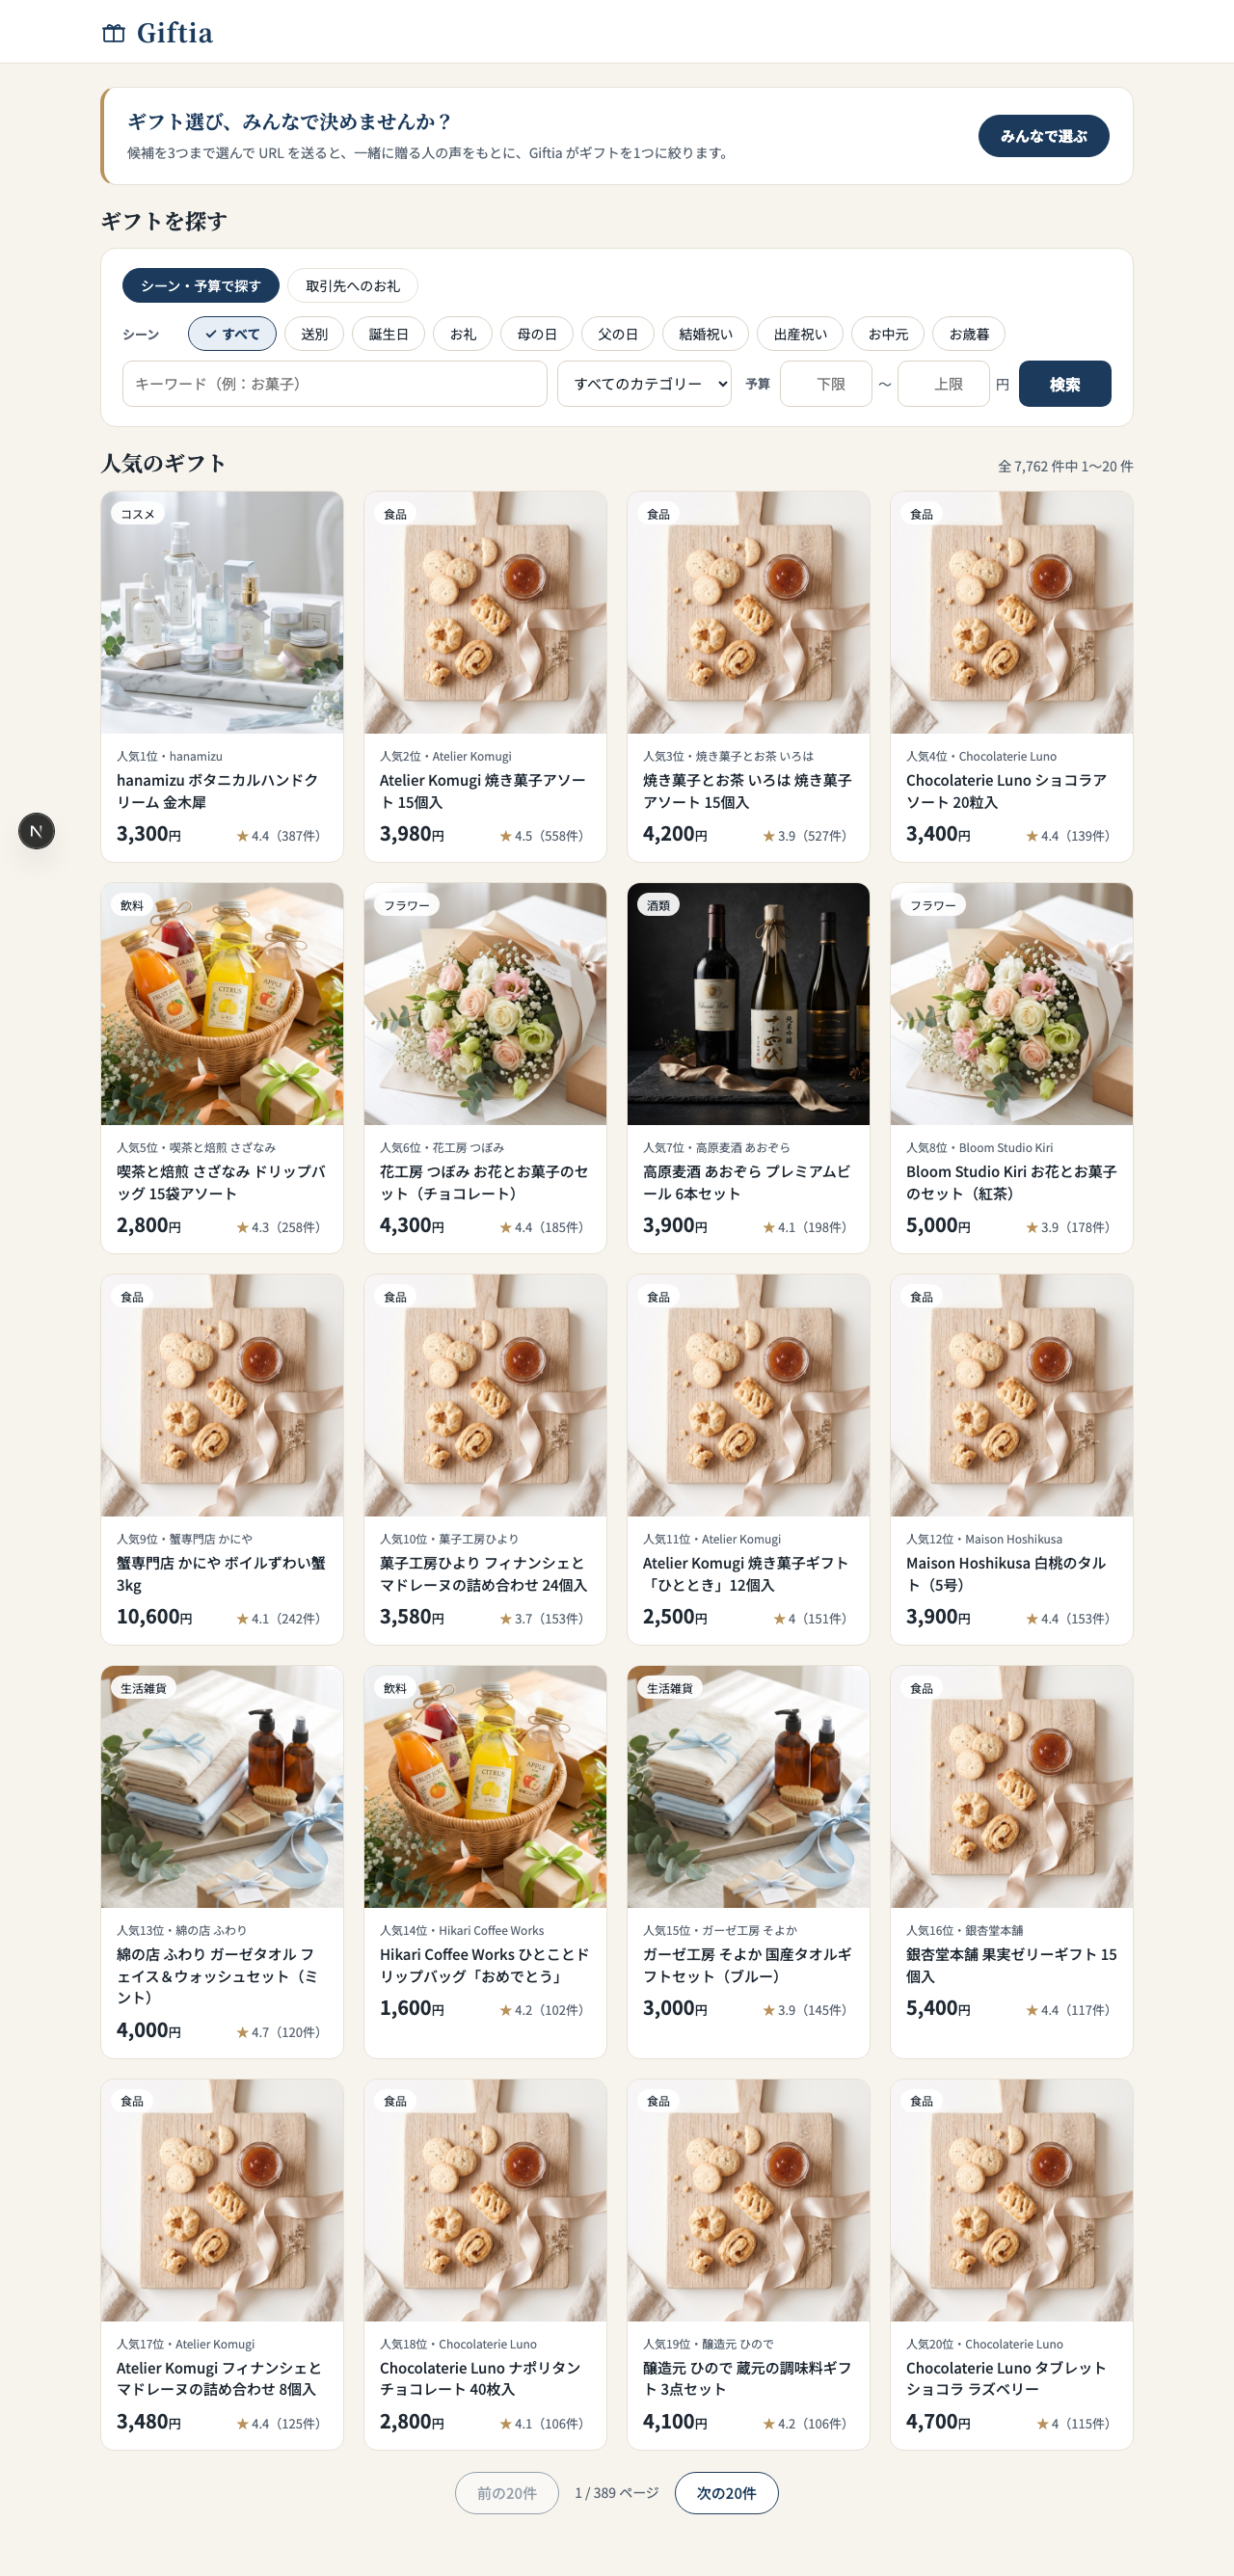 Giftia
ギフト選び、みんなで決めませんか？
候補を3つまで選んで URL を送ると、一緒に贈る人の声をもとに、Giftia がギフトを1つに絞ります。
みんなで選ぶ
ギフトを探す
シーン・予算で探す
取引先へのお礼
シーン
すべて
送別
誕生日
お礼
母の日
父の日
結婚祝い
出産祝い
お中元
お歳暮
キーワード（例：お菓子）
すべてのカテゴリー
予算
下限
〜
上限
円
検索
人気のギフト
全 7,762 件中 1〜20 件
コスメ
人気1位・hanamizu
hanamizu ボタニカルハンドク
リーム 金木犀
3,300円
★ 4.4（387件）
食品
人気2位・Atelier Komugi
Atelier Komugi 焼き菓子アソー
ト 15個入
3,980円
★ 4.5（558件）
食品
人気3位・焼き菓子とお茶 いろは
焼き菓子とお茶 いろは 焼き菓子
アソート 15個入
4,200円
★ 3.9（527件）
食品
人気4位・Chocolaterie Luno
Chocolaterie Luno ショコラア
ソート 20粒入
3,400円
★ 4.4（139件）
飲料
FRUIT JUICE
GRAPE
CITRUS
APPLE
人気5位・喫茶と焙煎 さざなみ
喫茶と焙煎 さざなみ ドリップバ
ッグ 15袋アソート
2,800円
★ 4.3（258件）
フラワー
人気6位・花工房 つぼみ
花工房 つぼみ お花とお菓子のセ
ット（チョコレート）
4,300円
★ 4.4（185件）
酒類
十四代
人気7位・高原麦酒 あおぞら
高原麦酒 あおぞら プレミアムビ
ール 6本セット
3,900円
★ 4.1（198件）
フラワー
人気8位・Bloom Studio Kiri
Bloom Studio Kiri お花とお菓子
のセット（紅茶）
5,000円
★ 3.9（178件）
食品
人気9位・蟹専門店 かにや
蟹専門店 かにや ボイルずわい蟹
3kg
10,600円
★ 4.1（242件）
食品
人気10位・菓子工房ひより
菓子工房ひより フィナンシェと
マドレーヌの詰め合わせ 24個入
3,580円
★ 3.7（153件）
食品
人気11位・Atelier Komugi
Atelier Komugi 焼き菓子ギフト
「ひととき」12個入
2,500円
★ 4（151件）
食品
人気12位・Maison Hoshikusa
Maison Hoshikusa 白桃のタル
ト（5号）
3,900円
★ 4.4（153件）
生活雑貨
人気13位・綿の店 ふわり
綿の店 ふわり ガーゼタオル フ
ェイス＆ウォッシュセット（ミ
ント）
4,000円
★ 4.7（120件）
飲料
FRUIT JUICE
GRAPE
CITRUS
APPLE
人気14位・Hikari Coffee Works
Hikari Coffee Works ひとことド
リップバッグ「おめでとう」
1,600円
★ 4.2（102件）
生活雑貨
人気15位・ガーゼ工房 そよか
ガーゼ工房 そよか 国産タオルギ
フトセット（ブルー）
3,000円
★ 3.9（145件）
食品
人気16位・銀杏堂本舗
銀杏堂本舗 果実ゼリーギフト 15
個入
5,400円
★ 4.4（117件）
食品
人気17位・Atelier Komugi
Atelier Komugi フィナンシェと
マドレーヌの詰め合わせ 8個入
3,480円
★ 4.4（125件）
食品
人気18位・Chocolaterie Luno
Chocolaterie Luno ナポリタン
チョコレート 40枚入
2,800円
★ 4.1（106件）
食品
人気19位・醸造元 ひので
醸造元 ひので 蔵元の調味料ギフ
ト 3点セット
4,100円
★ 4.2（106件）
食品
人気20位・Chocolaterie Luno
Chocolaterie Luno タブレット
ショコラ ラズベリー
4,700円
★ 4（115件）
前の20件
1 / 389 ページ
次の20件